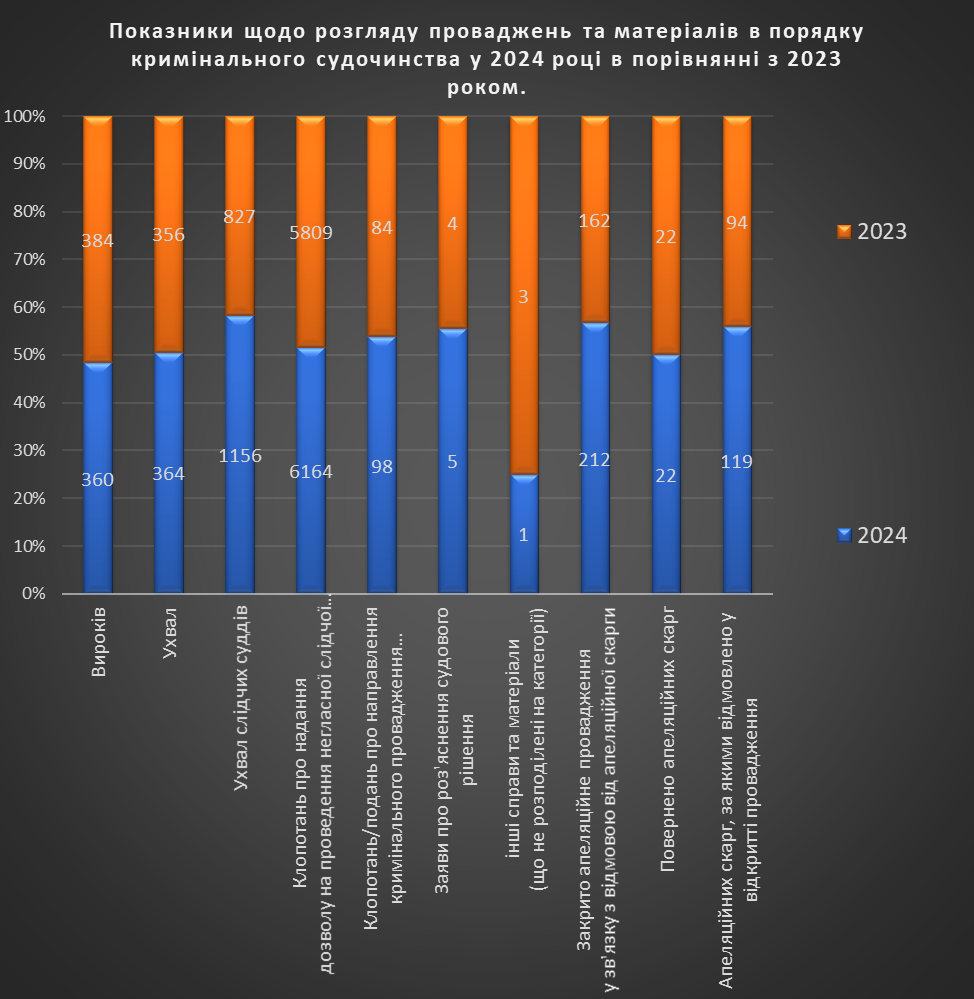 Показники щодо розгляду проваджень та матеріалів в порядку
кримінального судочинства у 2024 році в порівнянні з 2023
роком.
100%
90%
80%
70%
60%
50%
40%
30%
20%
10%
0%
384
356
827
5809
84
4
3
162
22
94
360
364
1156
6164
98
5
1
212
22
119
2023
2024
Вироків
Ухвал
Ухвал слідчих суддів
Клопотань про надання
дозволу на проведення негласної слідчої…
Клопотань/подань про направлення
кримінального провадження…
Заяви про роз'яснення судового
рішення
інші справи та матеріали
(що не розподілені на категорії)
Закрито апеляційне провадження
у зв'язку з відмовою від апеляційної скарги
Повернено апеляційних скарг
Апеляційних скарг, за якими відмовлено у
відкритті провадження